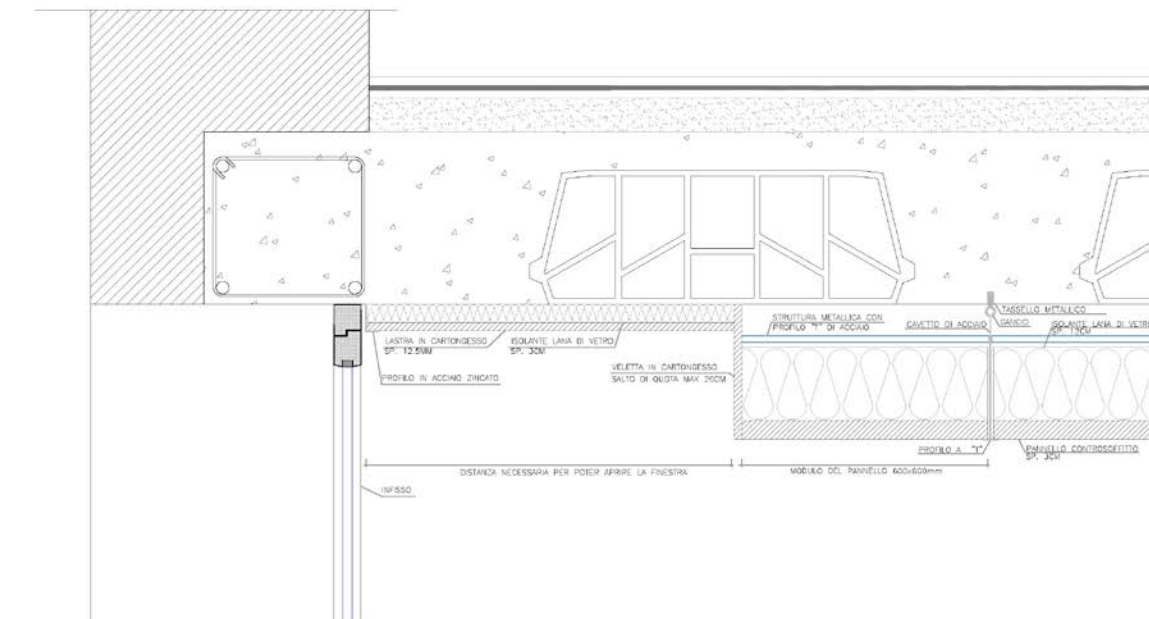 STRUTTURA METALLICA CON
PROFILO "T" DI ACCIAIO
TASSELLO METALLICO
GANCIO
CAVETTO DI ACCIAIO
ISOLANTE LANA DI VETRO
SP. 12CM
LASTRA IN CARTONGESSO
SP. 12.5MM
ISOLANTE LANA DI VETRO
SP. 3CM
PROFILO IN ACCIAIO ZINCATO
VELETTA IN CARTONGESSO
SALTO DI QUOTA MAX 20CM
PROFILO A "T"
PANNELLO CONTROSOFFITTO
SP. 3CM
DISTANZA NECESSARIA PER POTER APRIRE LA FINESTRA
MODULO DEL PANNELLO 600x600mm
INFISSO